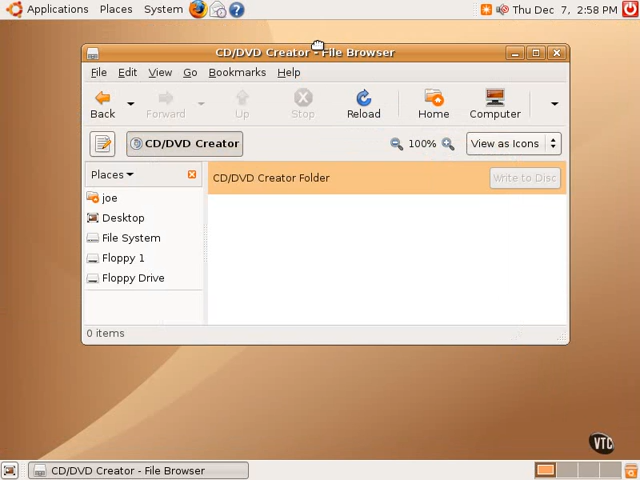 Applications Places System Thu Dec 7, 2:58 PM
CD/DVD Creator - File Browser
File Edit View Go Bookmarks Help
Back Forward Up Stop Reload Home Computer
CD/DVD Creator 100% View as Icons
Places CD/DVD Creator Folder Write to Disc
joe
Desktop
File System
Floppy 1
Floppy Drive
0 items
VTC
CD/DVD Creator - File Browser